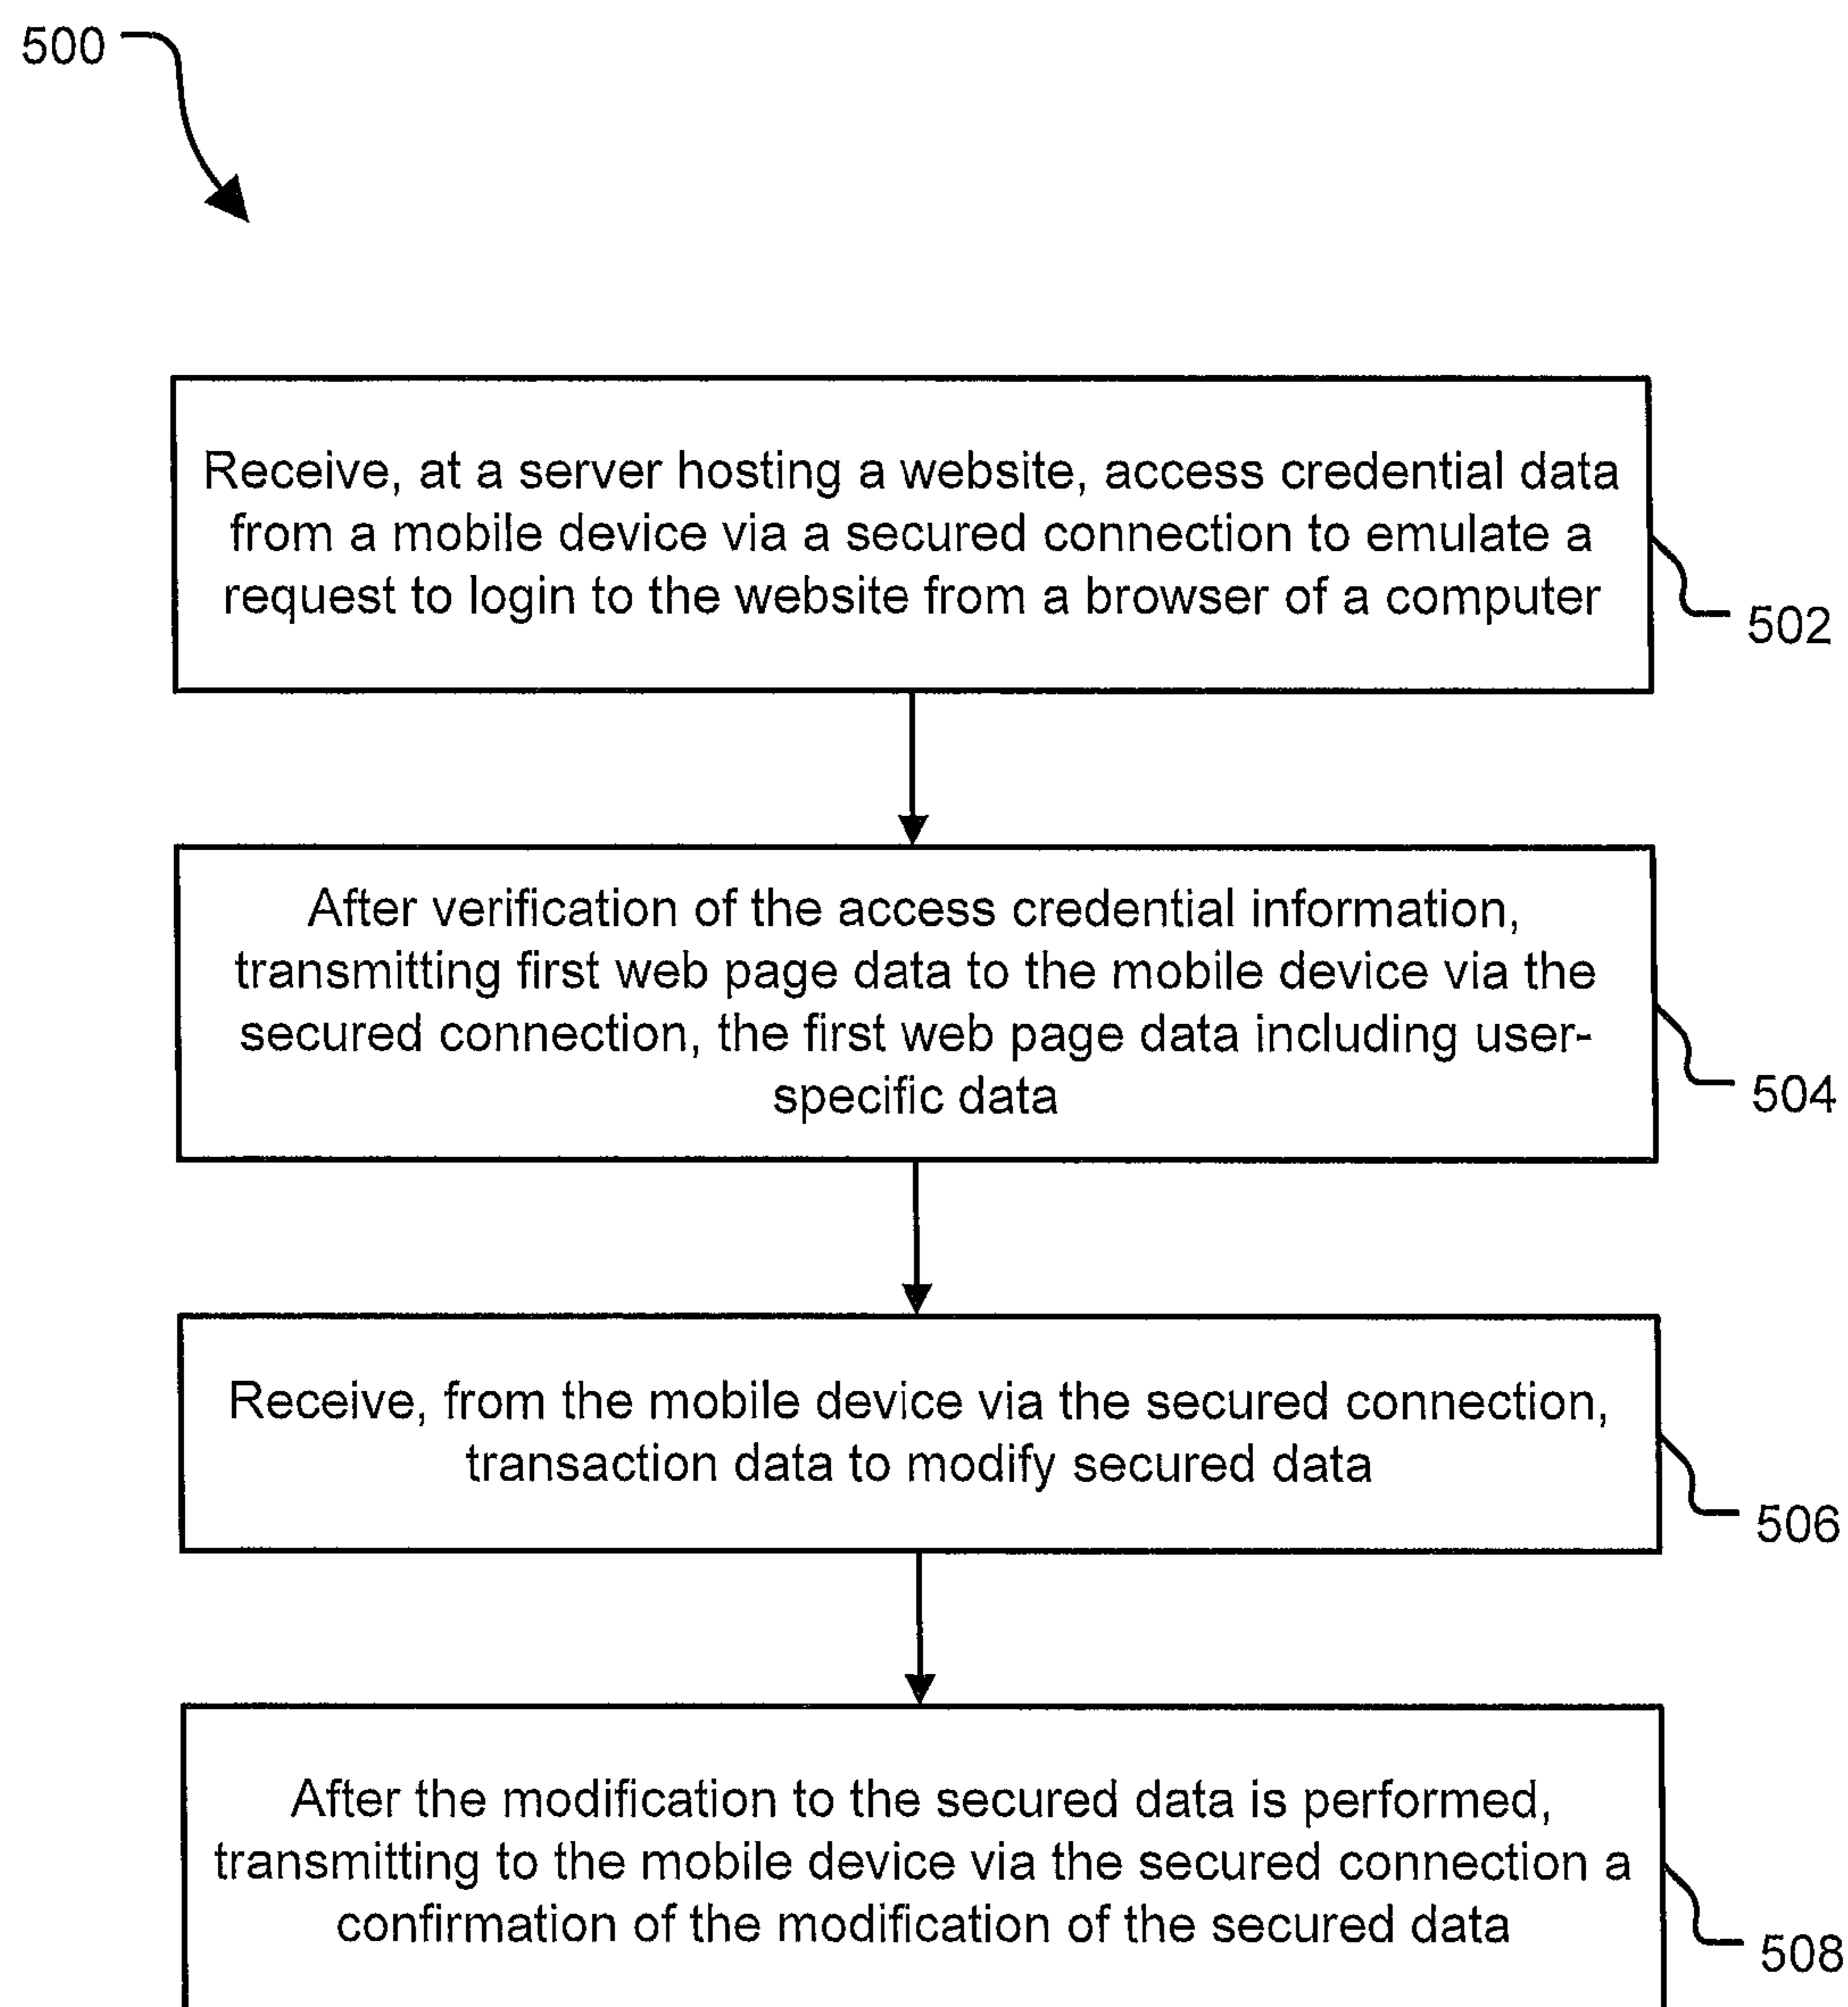 500
Receive, at a server hosting a website, access credential data
from a mobile device via a secured connection to emulate a
request to login to the website from a browser of a computer
502
After verification of the access credential information,
transmitting first web page data to the mobile device via the
secured connection, the first web page data including user-
specific data
504
Receive, from the mobile device via the secured connection,
transaction data to modify secured data
506
After the modification to the secured data is performed,
transmitting to the mobile device via the secured connection a
confirmation of the modification of the secured data
508